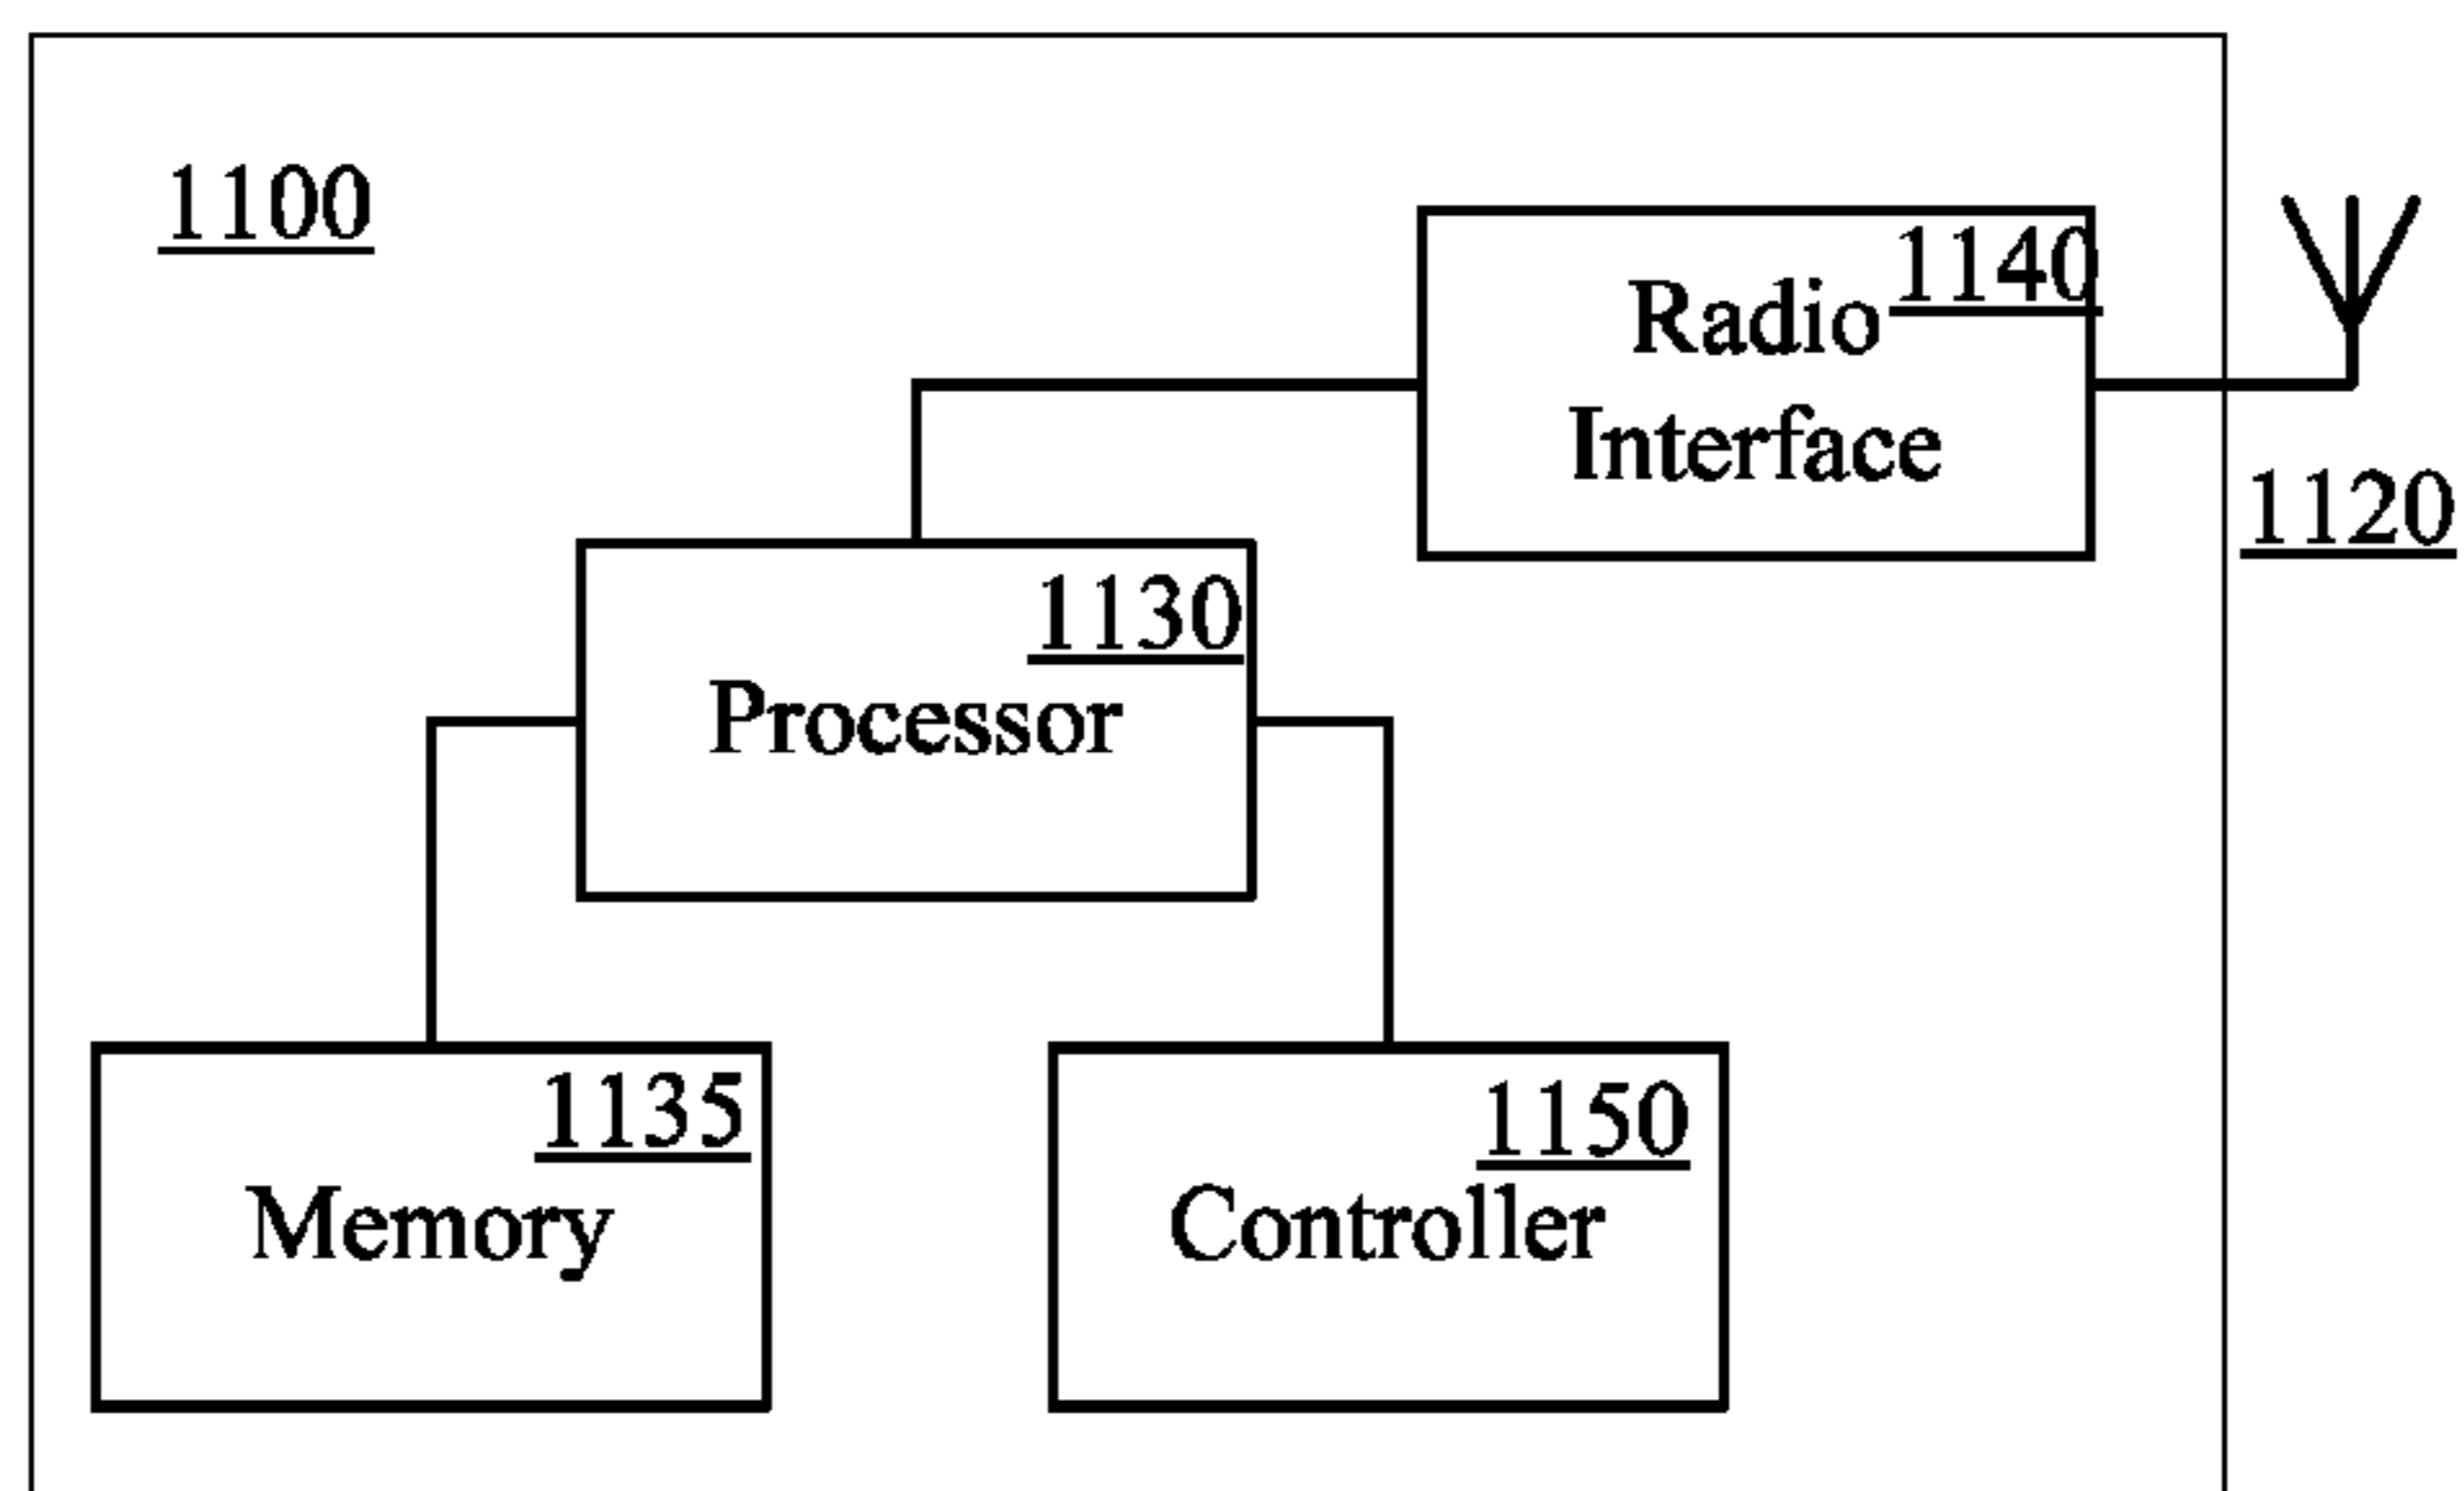 1100
1140
Radio
Interface
1120
1130
Processor
1135
Memory
1150
Controller